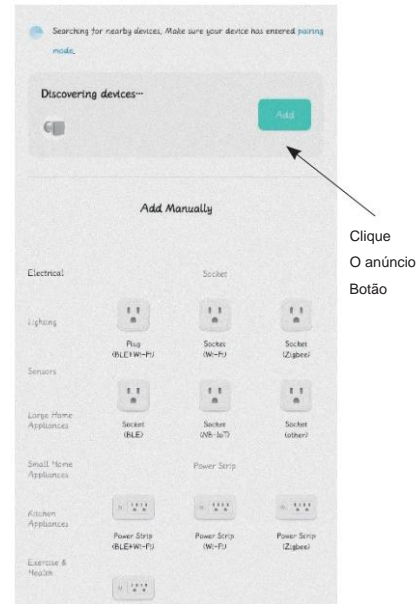 Searching for nearby devices, Make sure your device has entered pairing
mode.
Discovering devices...
Add
Add Manually
Clique
O anúncio
Botão
Electrical
Socket
Lighting
Plug
(BLE+Wi-Fi)
Socket
(Wi-Fi)
Socket
(Zigbee)
Sensors
Large Home
Appliances
Socket
(BLE)
Socket
(NB-IoT)
Socket
(other)
Small Home
Appliances
Power Strip
Kitchen
Appliances
Power Strip
(BLE+Wi-Fi)
Power Strip
(Wi-Fi)
Power Strip
(Zigbee)
Exercise &
Health